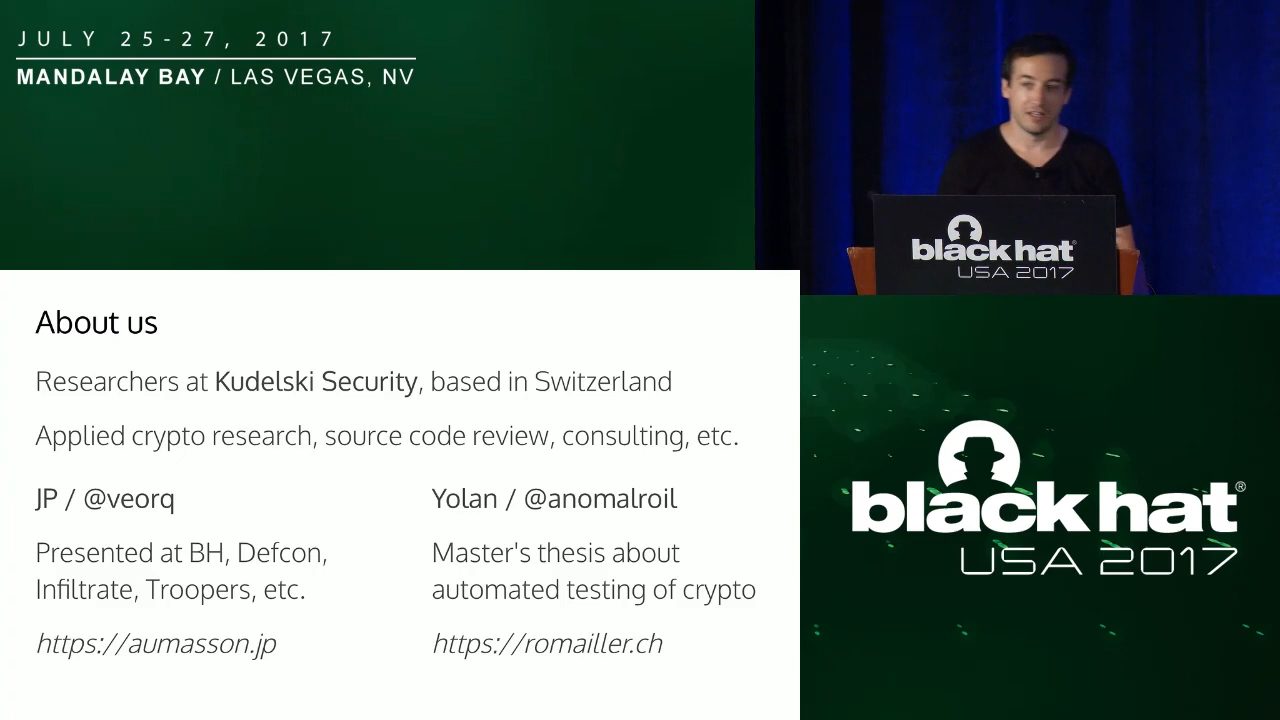 JULY 25-27, 2017
MANDALAY BAY / LAS VEGAS, NV
black hat
USA 2017
About us
Researchers at Kudelski Security, based in Switzerland
Applied crypto research, source code review, consulting, etc.
JP / @veorq
Presented at BH, Defcon,
Infiltrate, Troopers, etc.
https://aumasson.jp
Yolan / @anomalroil
Master's thesis about
automated testing of crypto
https://romailler.ch
black hat®
USA 2017